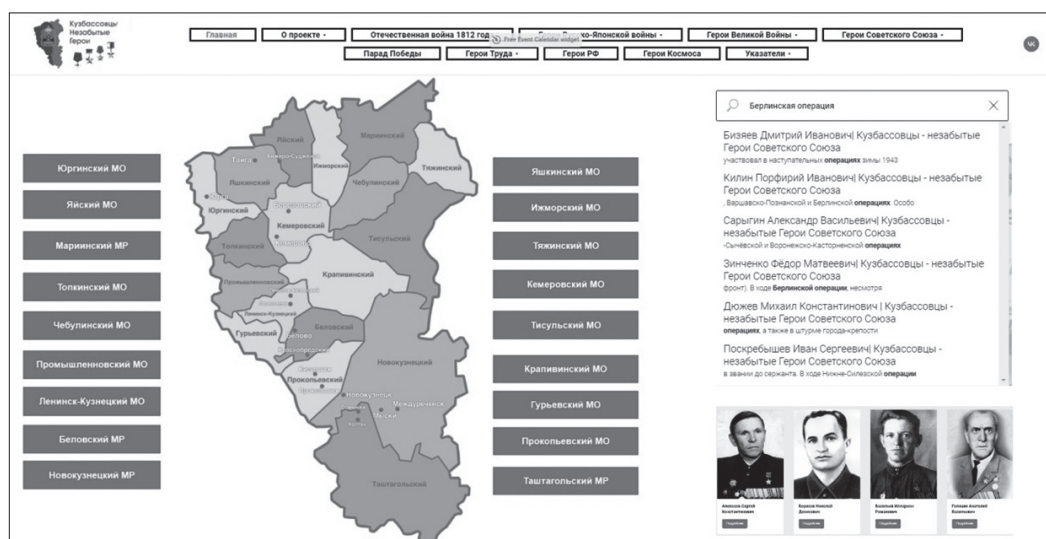 Кузбассовцы
Незабытые
Герои
Главная
О проекте
Отечественная война 1812 год
ко-Японской войны
Герои Великой Войны
Герои Советского Союза
Free Event Calendar widget
Парад Победы
Герои Труда
Герои РФ
Герои Космоса
Указатели
Юргинский МО
Яйский МО
Мариинский МР
Топкинский МО
Чебулинский МО
Промышленновский МО
Ленинск-Кузнецкий МО
Беловский МР
Новокузнецкий МР
Яйский
Мариинский
Тайга
Ижморский
Тяжинский
Яшкинский
Чебулинский
Юргинский
Кемеровский
Топкинский
Тисульский
Промышленновский
Крапивинский
Ленинск-Кузнецкий
Гурьевский
Беловский
Белово
Новокузнецкий
Прокопьевский
Новокузнецк
Междуреченск
Мыски
Таштагольский
Яшкинский МО
Ижморский МО
Тяжинский МО
Кемеровский МО
Тисульский МО
Крапивинский МО
Гурьевский МО
Прокопьевский МО
Таштагольский МР
Берлинская операция
Бизяев Дмитрий Иванович| Кузбассовцы - незабытые
Герои Советского Союза
участвовал в наступательных операциях зимы 1943
Килин Порфирий Иванович| Кузбассовцы - незабытые
Герои Советского Союза
, Варшавско-Познанской и Берлинской операциях. Особо
Сарыгин Александр Васильевич| Кузбассовцы -
незабытые Герои Советского Союза
-Сычёвской и Воронежско-Касторненской операциях
Зинченко Фёдор Матвеевич| Кузбассовцы - незабытые
Герои Советского Союза
фронт). В ходе Берлинской операции, несмотря
Дюжев Михаил Константинович | Кузбассовцы -
незабытые Герои Советского Союза
операциях, а также в штурме города-крепости
Поскребышев Иван Сергеевич| Кузбассовцы -
незабытые Герои Советского Союза
в звании до сержанта. В ходе Нижне-Силезской операции